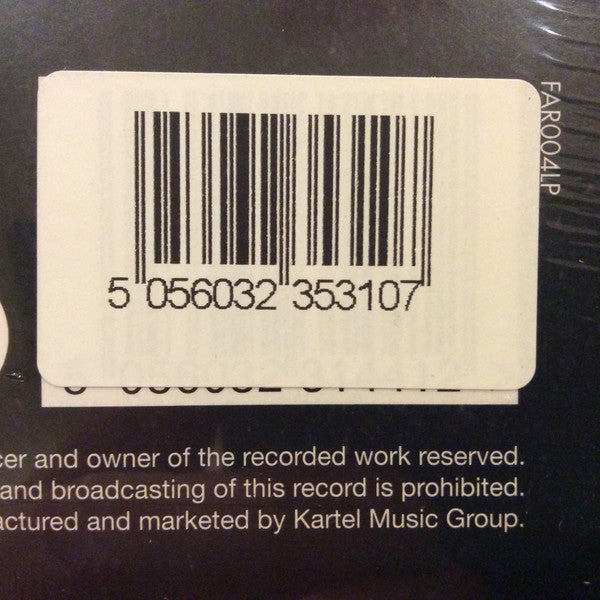 FAR004LP
5 056032 353107
cer and owner of the recorded work reserved.
and broadcasting of this record is prohibited.
actured and marketed by Kartel Music Group.